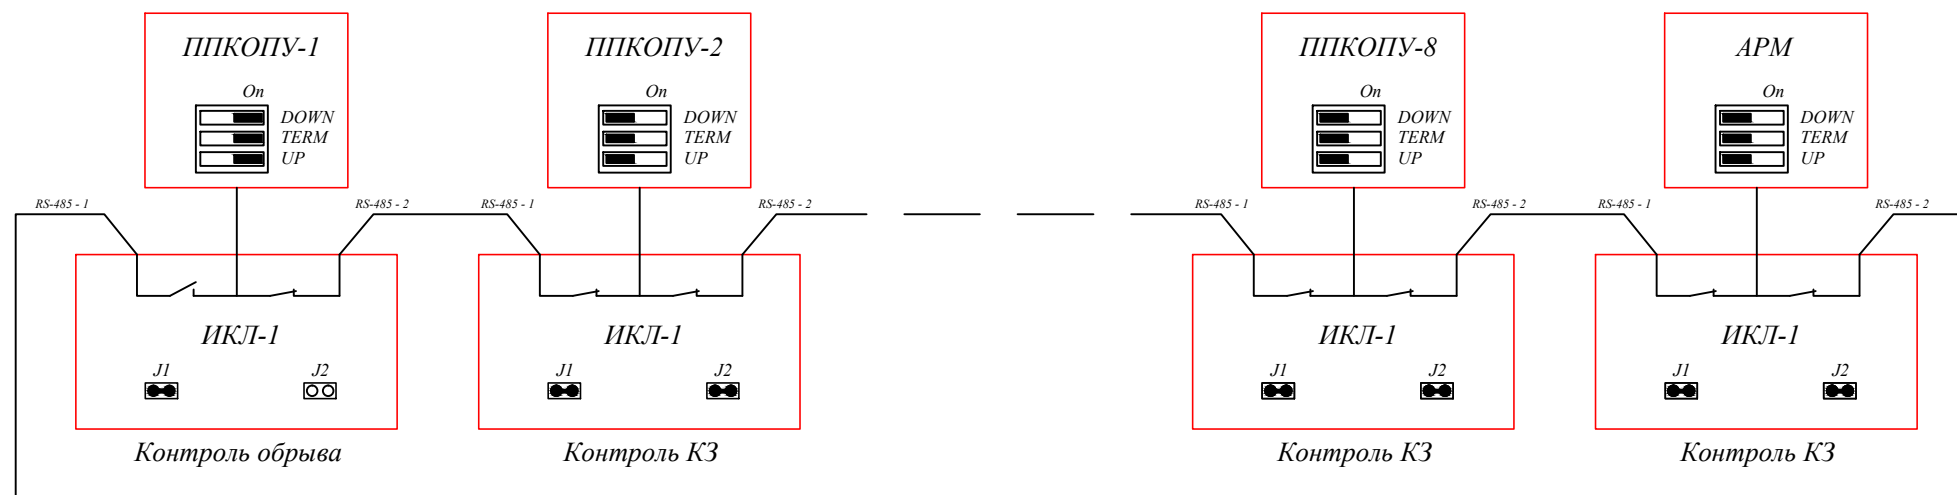 ППКОПУ-1
On
DOWN
TERM
UP
ППКОПУ-2
On
DOWN
TERM
UP
ППКОПУ-8
On
DOWN
TERM
UP
АРМ
On
DOWN
TERM
UP
RS-485 - 1
RS-485 - 2
RS-485 - 1
RS-485 - 2
RS-485 - 1
RS-485 - 2
RS-485 - 1
RS-485 - 2
ИКЛ-1
J1
J2
Контроль обрыва
ИКЛ-1
J1
J2
Контроль КЗ
ИКЛ-1
J1
J2
Контроль КЗ
ИКЛ-1
J1
J2
Контроль КЗ